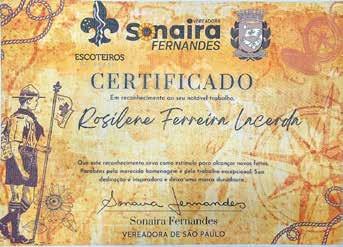 VEREADORA
Sonaira
FERNANDES
ESCOTEIROS
CERTIFICADO
Em reconhecimento ao seu notável trabalho,
Rosilene Ferreira Lacerda
Que este reconhecimento sirva como estímulo para alcançar novos feitos.
Parabéns pela merecida homenagem e pelo trabalho excepcional. Sua
dedicação é inspiradora e deixa uma marca duradoura.
Sonaira Fernandes
Sonaira Fernandes
VEREADORA DE SÃO PAULO